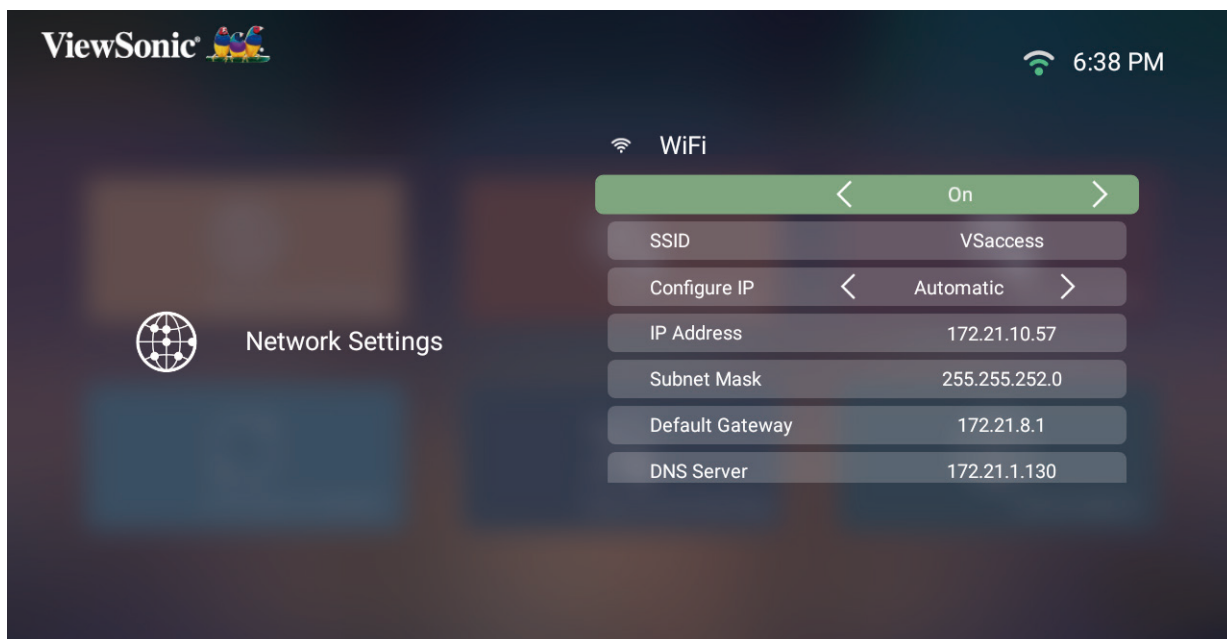 ViewSonic®
6:38 PM
WiFi
On
SSID VSaccess
Configure IP Automatic
IP Address 172.21.10.57
Network Settings
Subnet Mask 255.255.252.0
Default Gateway 172.21.8.1
DNS Server 172.21.1.130